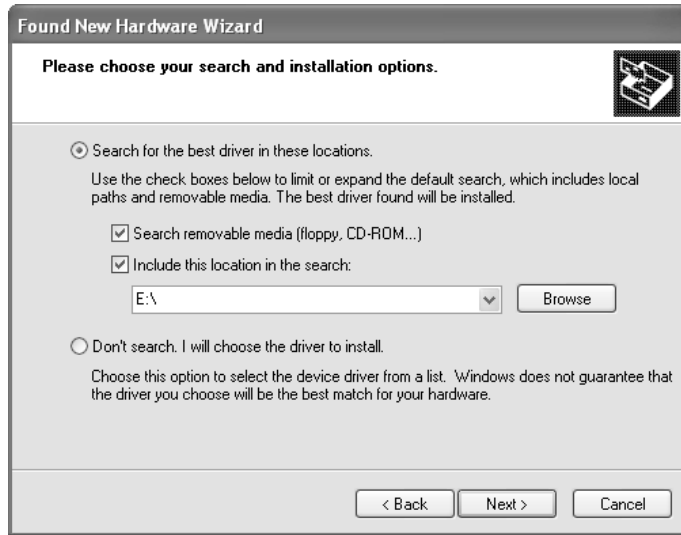 Found New Hardware Wizard
Please choose your search and installation options.
Search for the best driver in these locations.
Use the check boxes below to limit or expand the default search, which includes local
paths and removable media. The best driver found will be installed.
Search removable media (floppy, CD-ROM...)
Include this location in the search:
E:\
Browse
Don't search. I will choose the driver to install.
Choose this option to select the device driver from a list. Windows does not guarantee that
the driver you choose will be the best match for your hardware.
< Back
Next >
Cancel